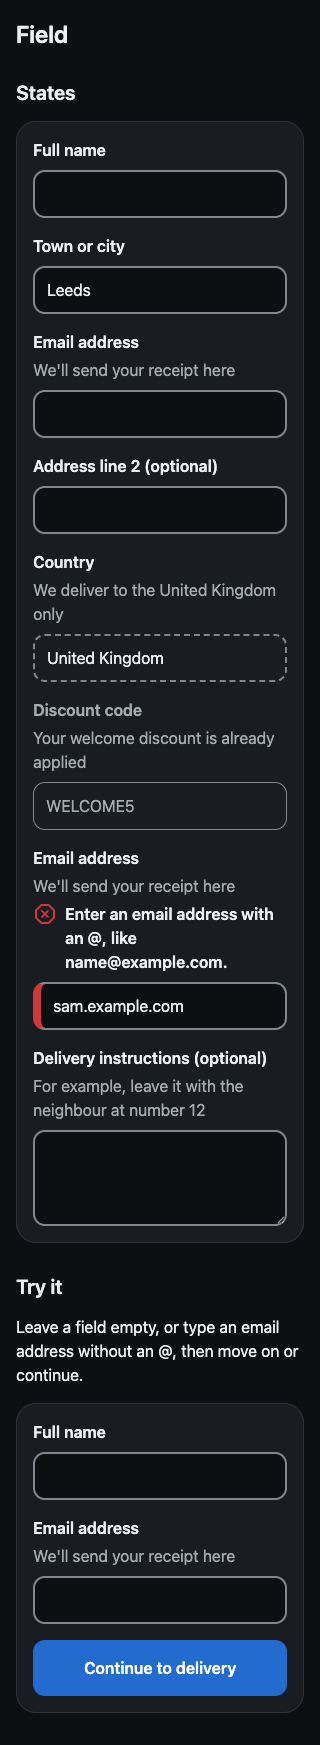 Field
States
Full name
Town or city
Leeds
Email address
We'll send your receipt here
Address line 2 (optional)
Country
We deliver to the United Kingdom
only
United Kingdom
Discount code
Your welcome discount is already
applied
WELCOME5
Email address
We'll send your receipt here
Enter an email address with
an @, like
name@example.com.
sam.example.com
Delivery instructions (optional)
For example, leave it with the
neighbour at number 12
Try it
Leave a field empty, or type an email
address without an @, then move on or
continue.
Full name
Email address
We'll send your receipt here
Continue to delivery